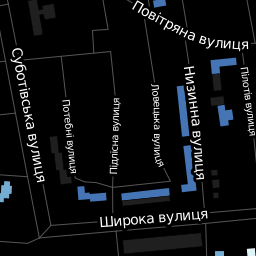 Повітряна вулиця
Суботівська вулиця
Потебні вулиця
Підлісна вулиця
Ловецька вулиця
Низинна вулиця
Пілотів вулиця
Широка вулиця